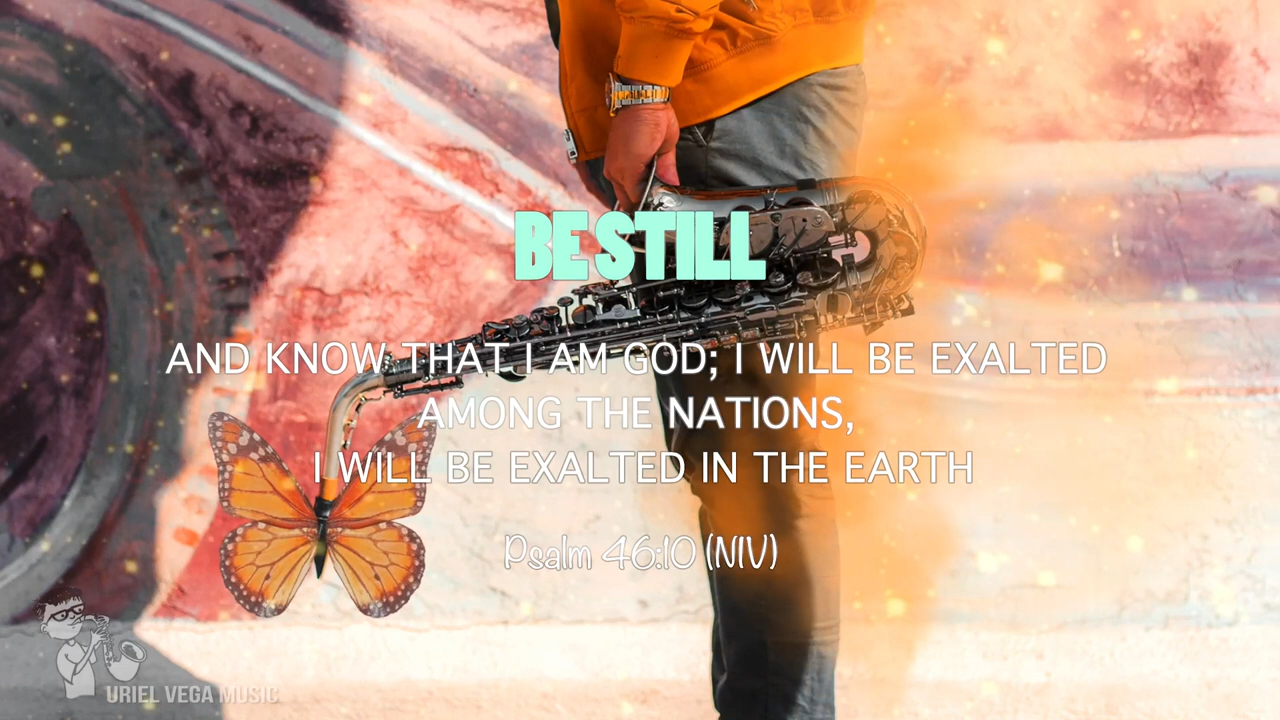 BE STILL
AND KNOW THAT I AM GOD; I WILL BE EXALTED
AMONG THE NATIONS,
I WILL BE EXALTED IN THE EARTH
Psalm 46:10 (NIV)
URIEL VEGA MUSIC